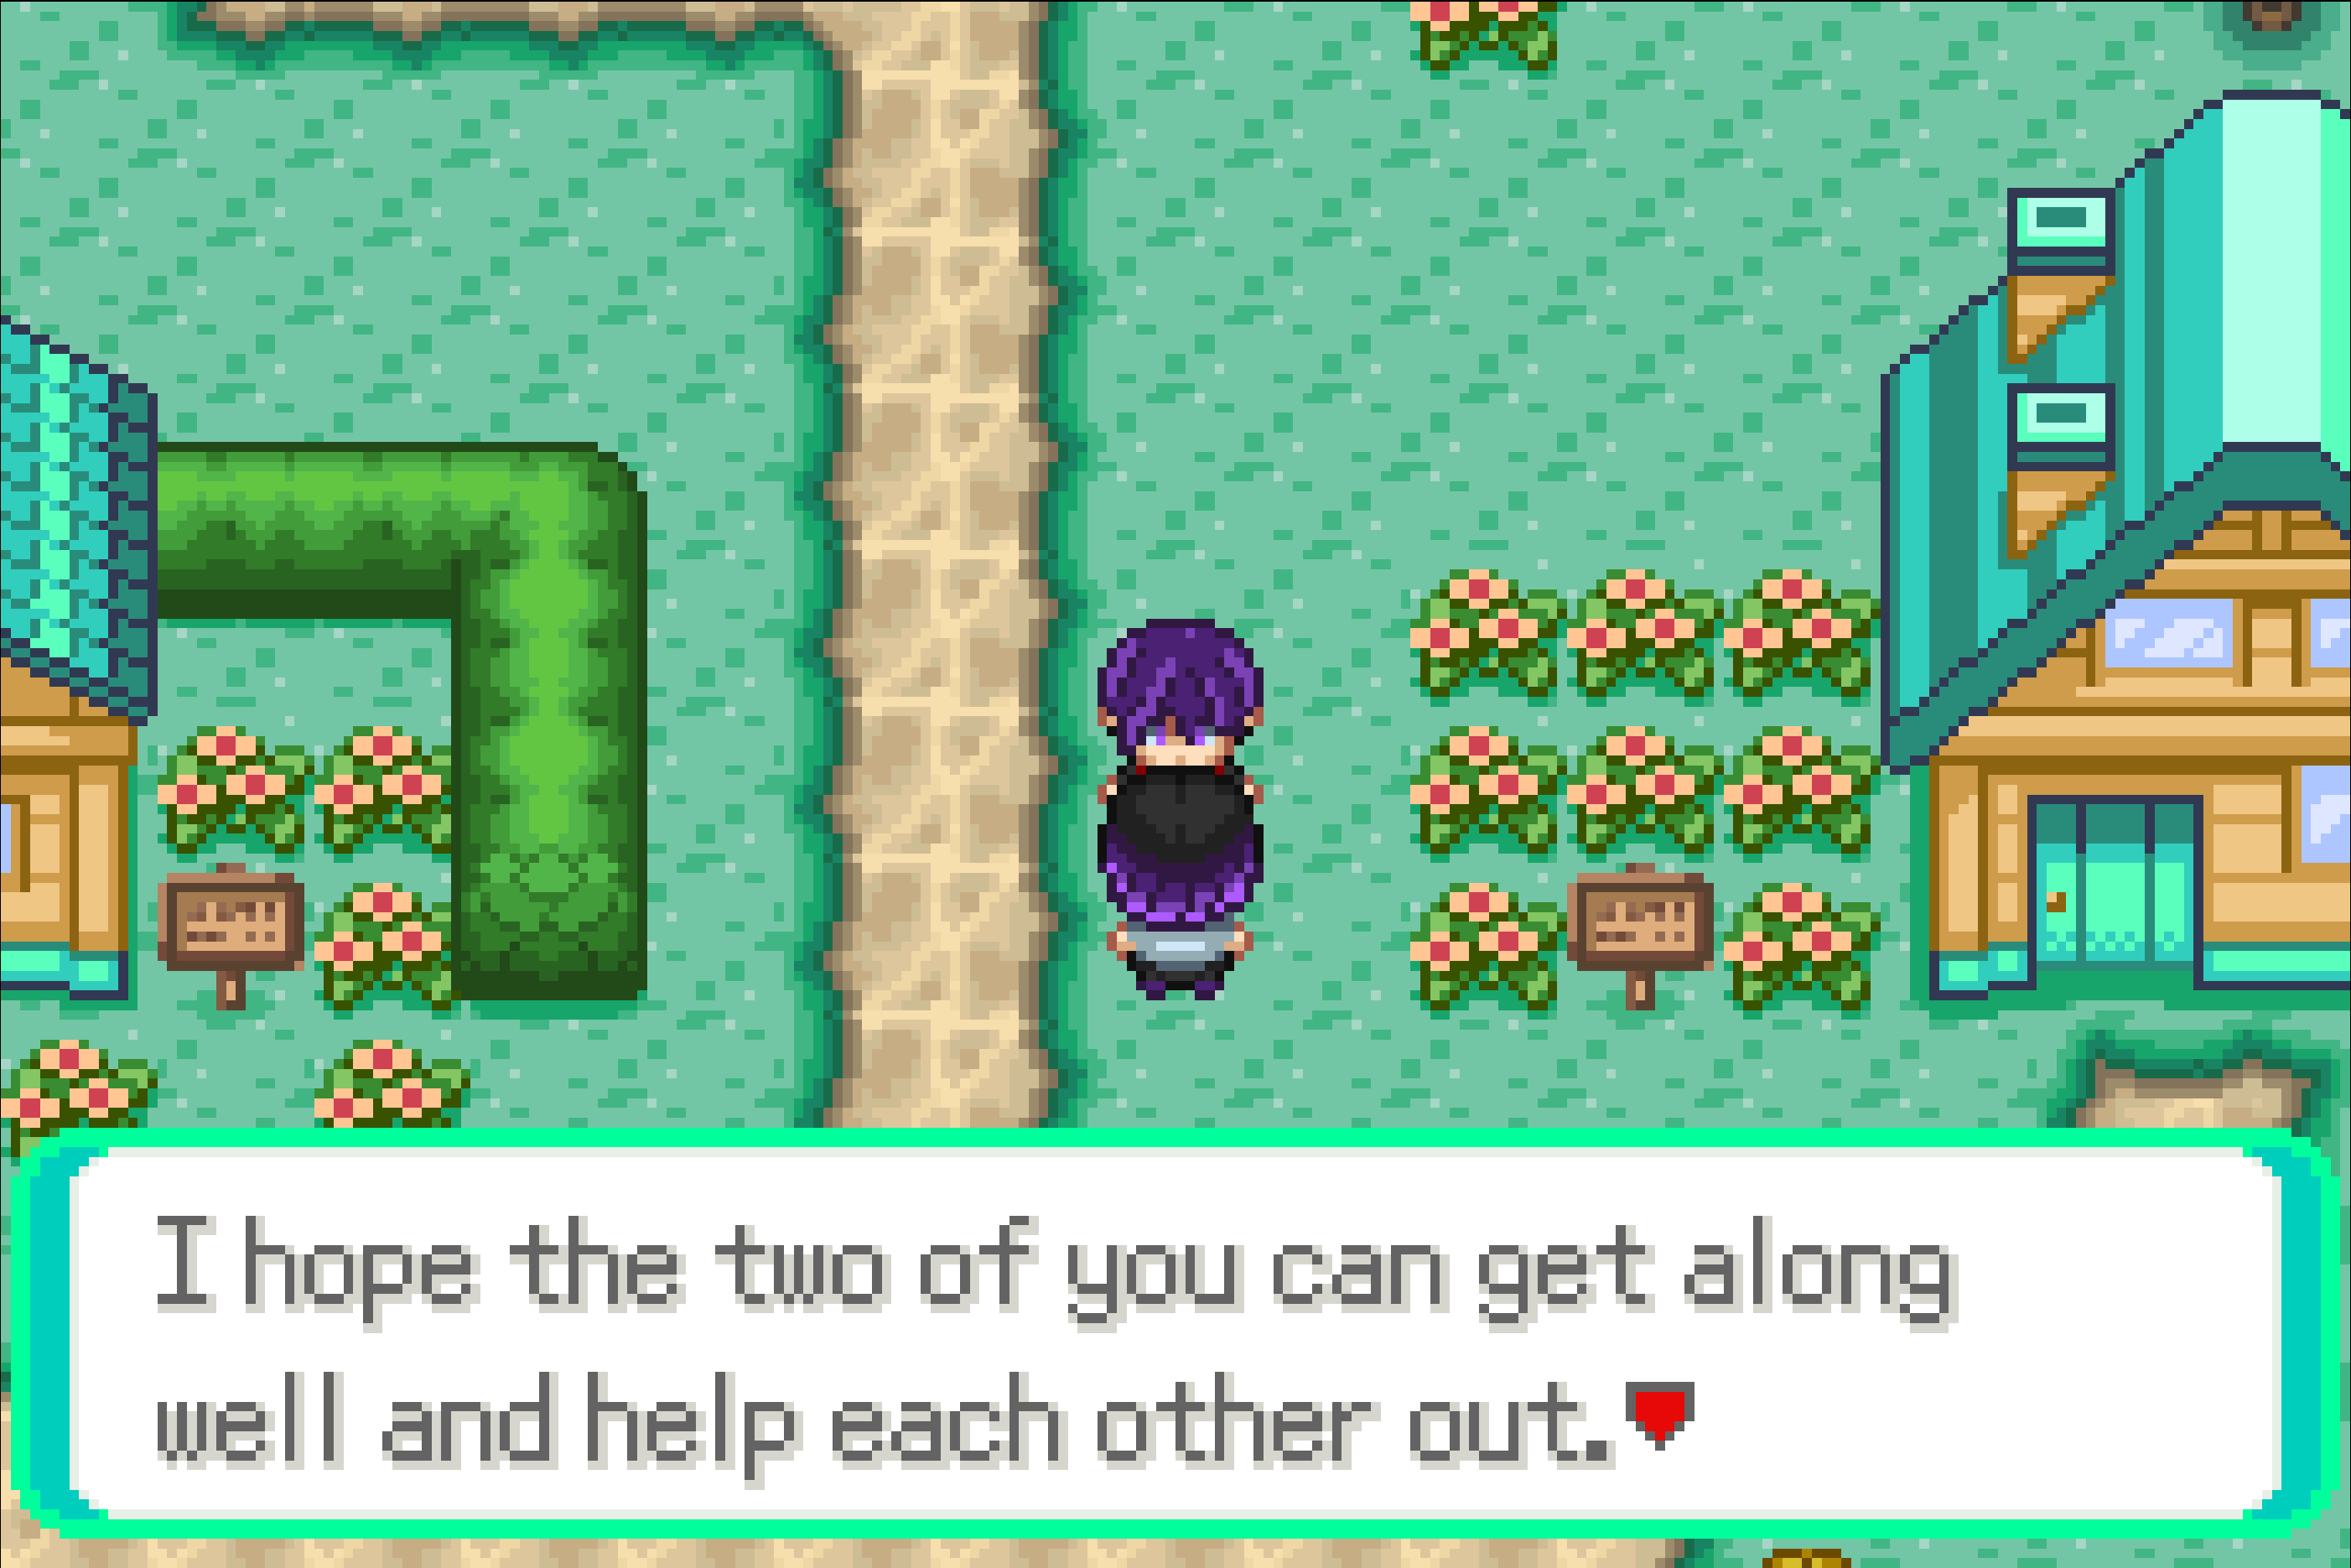 I hope the two of you can get along
well and help each other out.